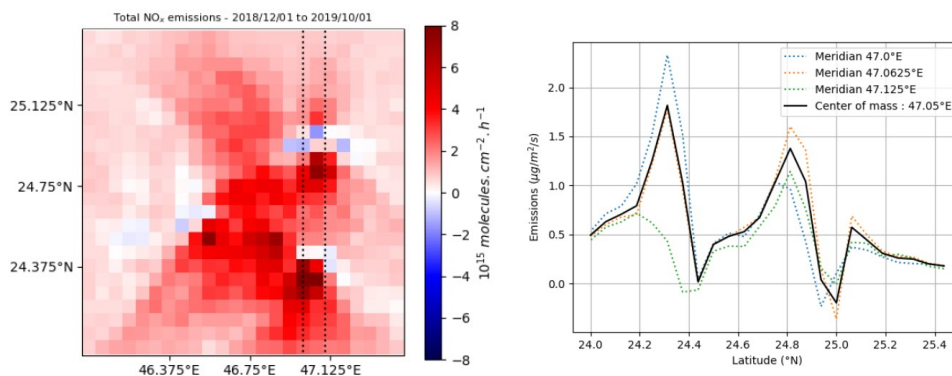 Total NOₓ emissions - 2018/12/01 to 2019/10/01
25.125°N
24.75°N
24.375°N
46.375°E 46.75°E 47.125°E
8
6
4
2
0
−2
−4
−6
−8
10¹⁵ molecules.cm⁻².h⁻¹
Meridian 47.0°E
Meridian 47.0625°E
Meridian 47.125°E
Center of mass : 47.05°E
2.0
1.5
1.0
0.5
0.0
Emissions (μg/m²/s)
24.0 24.2 24.4 24.6 24.8 25.0 25.2 25.4
Latitude (°N)